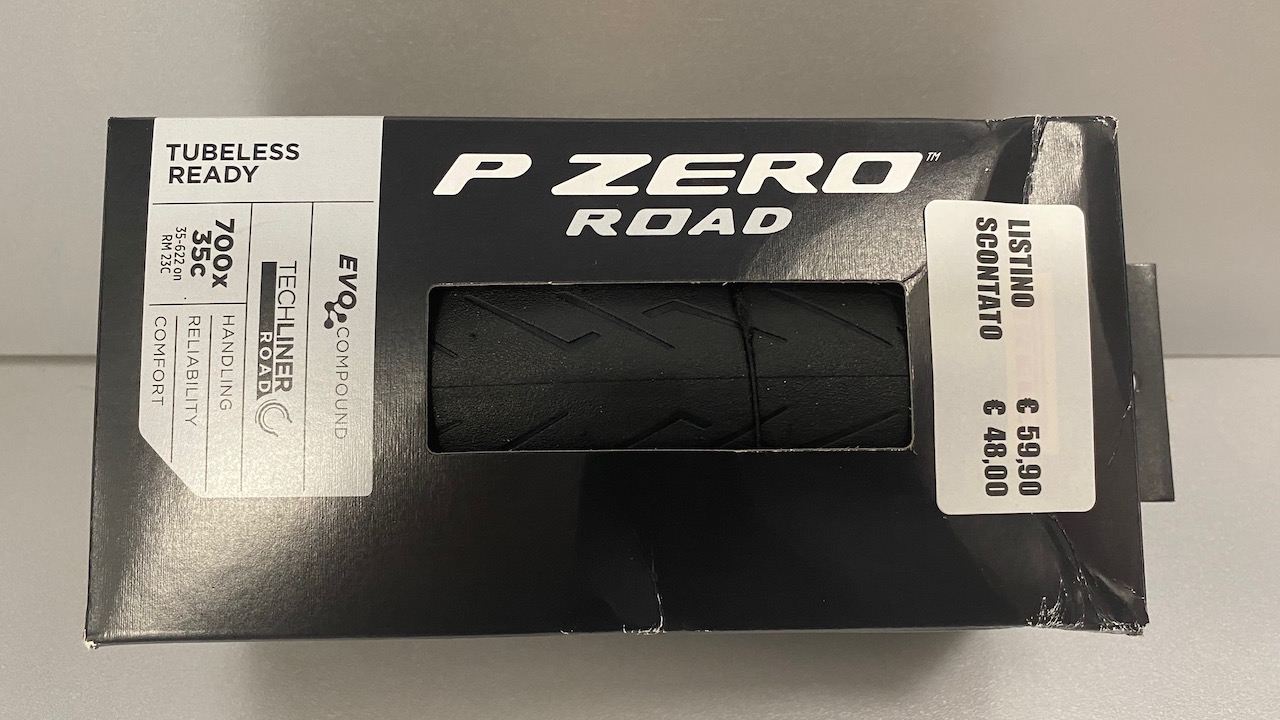 TUBELESS
READY
700x
35c
35-622 on
RM 23C
HANDLING
RELIABILITY
COMFORT
TECHLINER
ROAD
EVO COMPOUND
P ZERO™
ROAD
LISTINO € 59,90
SCONTATO € 48,00